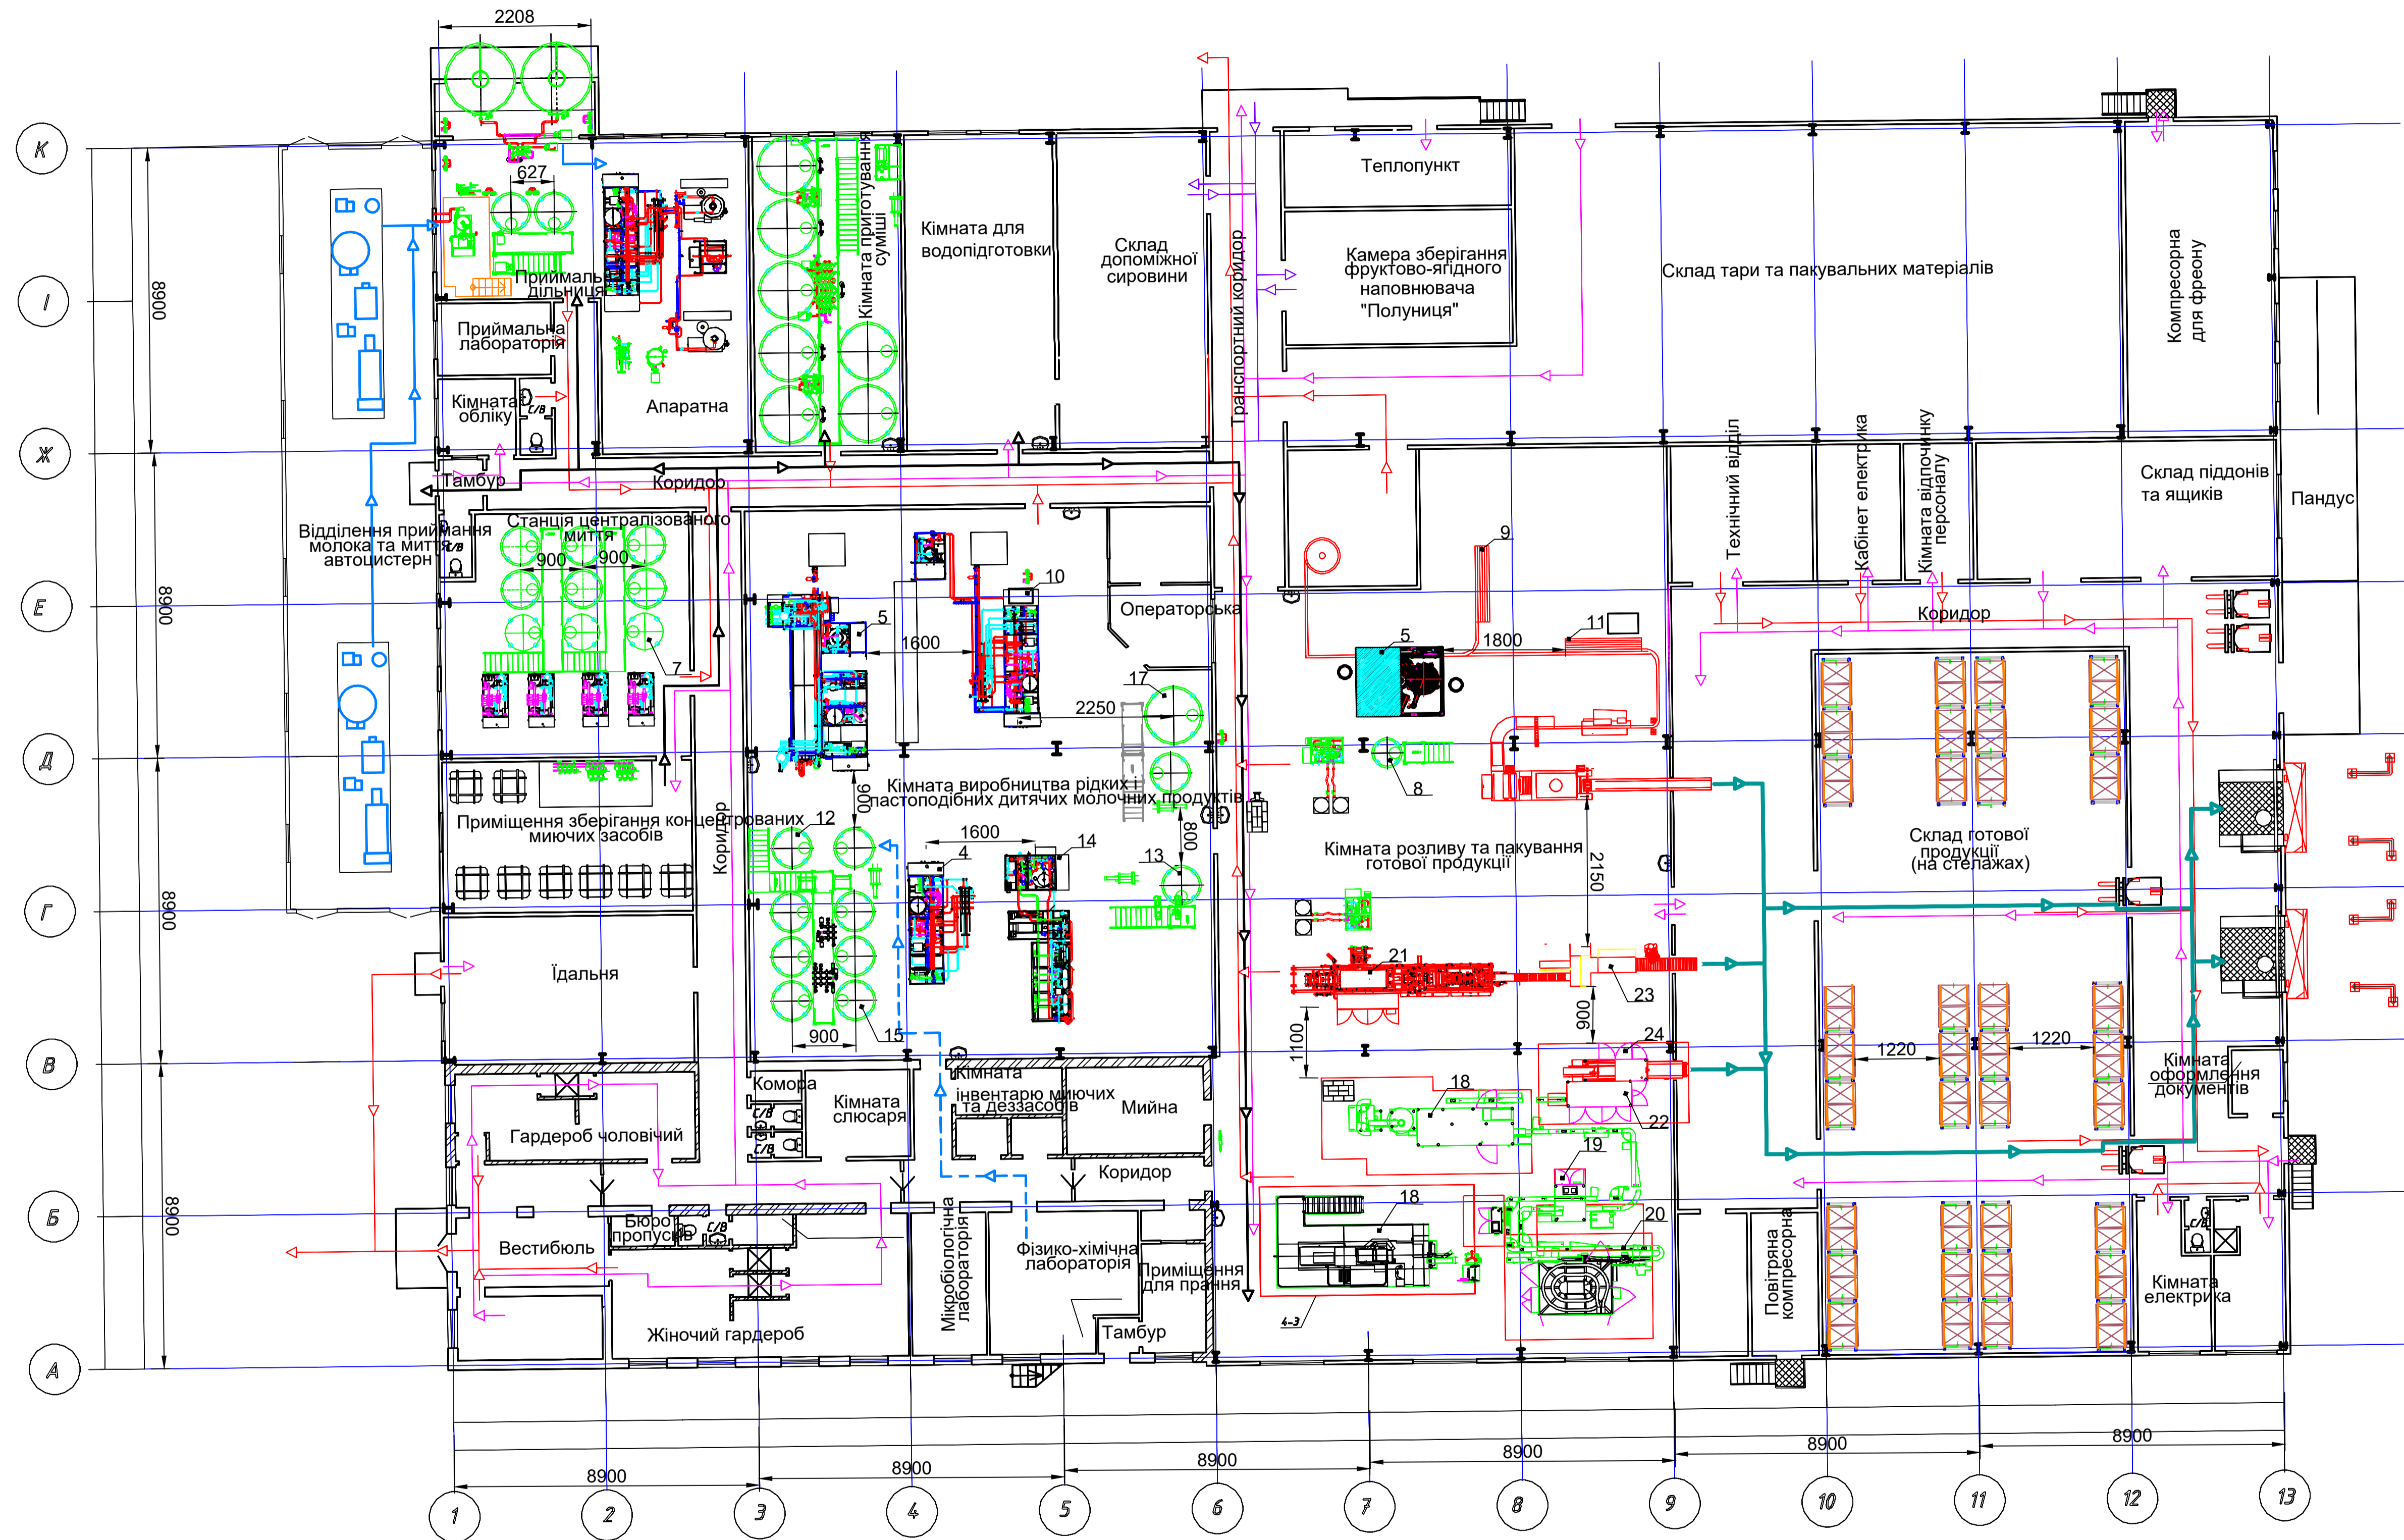 2208
К
627
Кімната приготування
суміші
Теплопункт
Кімната для
водопідготовки
Склад
допоміжної
сировини
Транспортний коридор
Камера зберігання
фруктово-ягідного
наповнювача
"Полуниця"
Склад тари та пакувальних матеріалів
Компресорна
для фреону
Приймальна
дільниця
І
8900
Приймальна
лабораторія
Кімната
обліку
С/В
Апаратна
Ж
Тамбур
Коридор
Технічний відділ
Кабінет електрика
Кімната відпочинку
персоналу
Склад піддонів
та ящиків
Пандус
Відділення приймання
молока та миття
автоцистерн
С/В
Станція централізованого
миття
900
900
9
10
Е
8900
Операторська
5
1600
5
1800
11
Коридор
7
17
2250
Д
8
Кімната виробництва рідких і
пастоподібних дитячих молочних продуктів
900
Приміщення зберігання концентрованих
миючих засобів
Коридор
12
1600
4
14
800
13
Кімната розливу та пакування
готової продукції
2150
Склад готової
продукції
(на стелажах)
Г
8900
Їдальня
15
900
21
23
900
1100
24
1220
1220
В
Комора
С/В
С/В
Кімната
слюсаря
Кімната
інвентарю миючих
та деззасобів
Мийна
18
22
Кімната
оформлення
документів
Гардероб чоловічий
Коридор
19
8900
Б
Бюро
пропусків
С/В
Вестибюль
Мікробіологічна
лабораторія
Фізико-хімічна
лабораторія
Приміщення
для прання
18
20
Повітряна
компресорна
С/В
Кімната
електрика
4-3
Жіночий гардероб
Тамбур
А
8900
8900
8900
8900
8900
8900
1
2
3
4
5
6
7
8
9
10
11
12
13